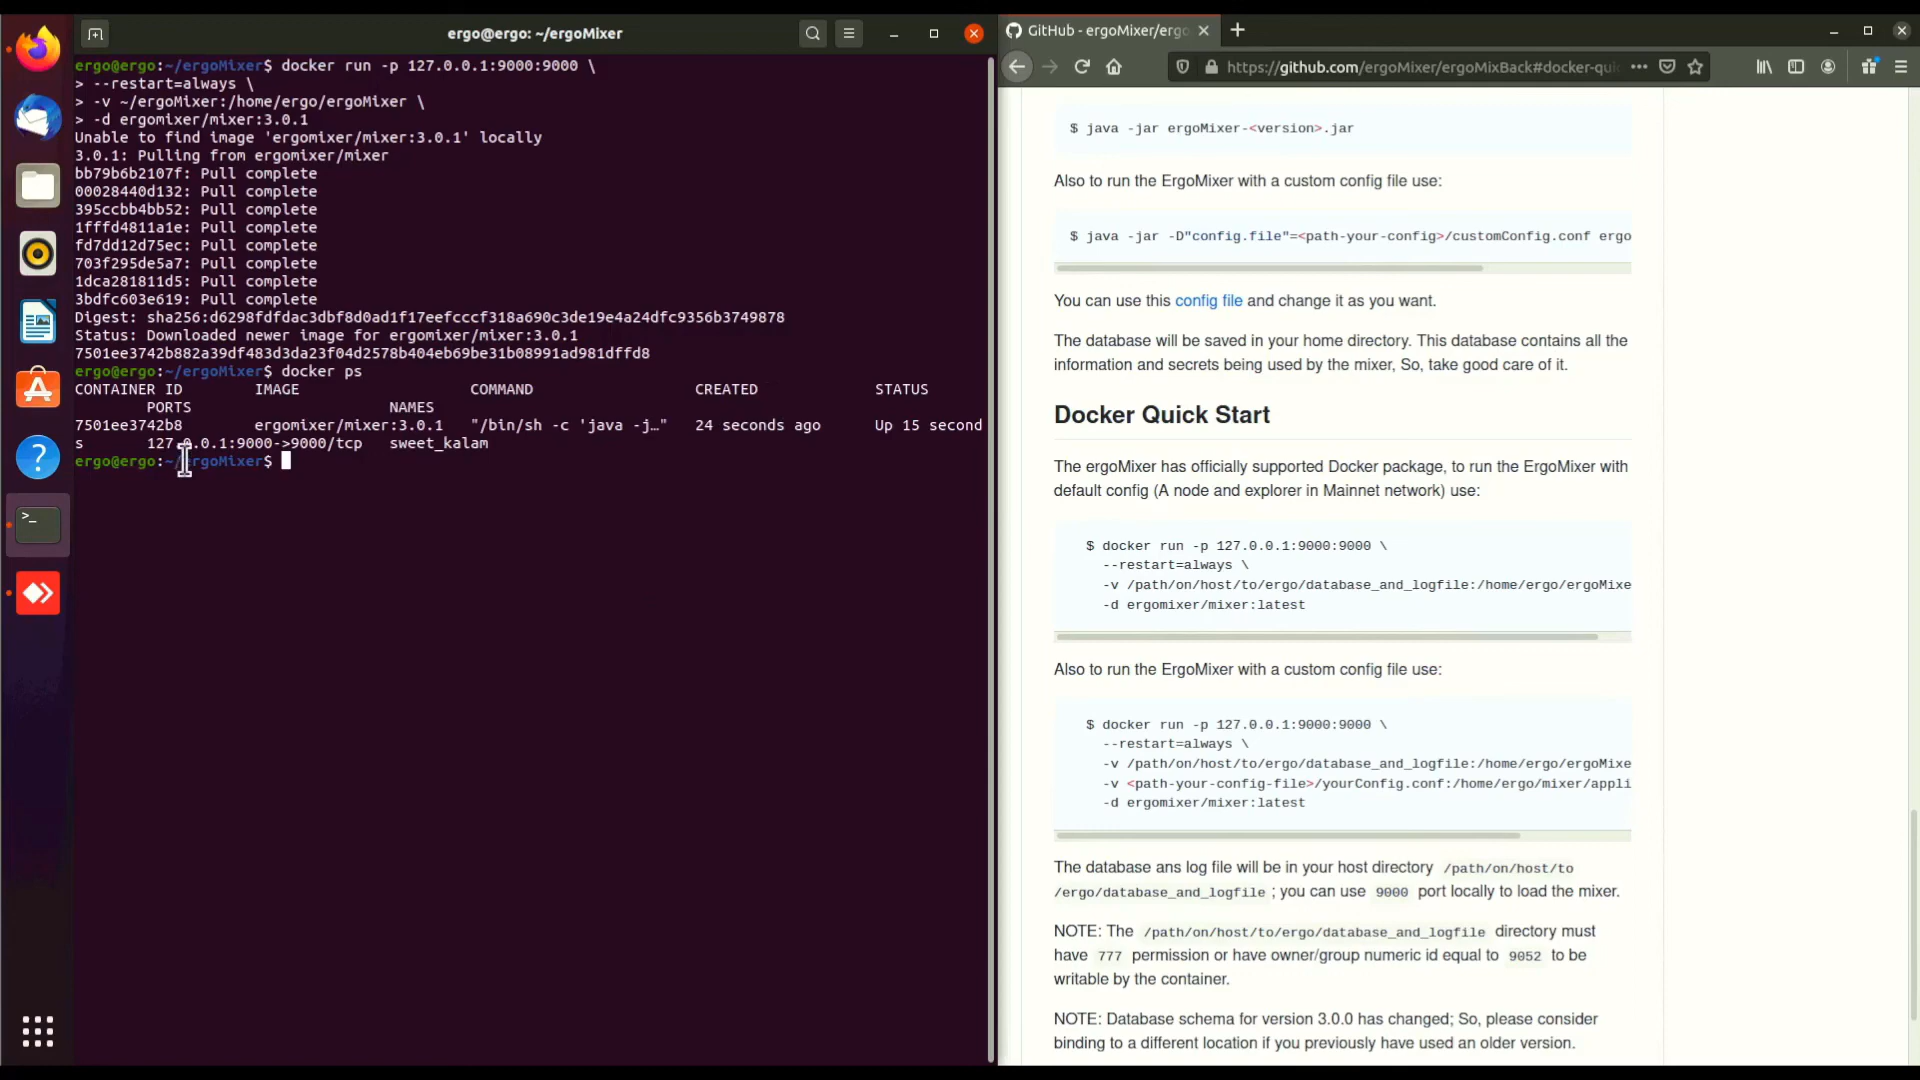 ergo@ergo: ~/ergoMixer
ergo@ergo:~/ergoMixer$ docker run -p 127.0.0.1:9000:9000 \
> --restart=always \
> -v ~/ergoMixer:/home/ergo/ergoMixer \
> -d ergomixer/mixer:3.0.1
Unable to find image 'ergomixer/mixer:3.0.1' locally
3.0.1: Pulling from ergomixer/mixer
bb79b6b2107f: Pull complete
00028440d132: Pull complete
395ccbb4bb52: Pull complete
1fffd4811a1e: Pull complete
fd7dd12d75ec: Pull complete
703f295de5a7: Pull complete
1dca281811d5: Pull complete
3bdfc603e619: Pull complete
Digest: sha256:d6298fdfdac3dbf8d0ad1f17eefcccf318a690c3de19e4a24dfc9356b3749878
Status: Downloaded newer image for ergomixer/mixer:3.0.1
7501ee3742b882a39df483d3da23f04d2578b404eb69be31b08991ad981dffd8
ergo@ergo:~/ergoMixer$ docker ps
CONTAINER ID IMAGE COMMAND CREATED STATUS
PORTS NAMES
7501ee3742b8 ergomixer/mixer:3.0.1 "/bin/sh -c 'java -j…" 24 seconds ago Up 15 second
s 127.0.0.1:9000->9000/tcp sweet_kalam
ergo@ergo:~/ergoMixer$
GitHub - ergoMixer/ergo
https://github.com/ergoMixer/ergoMixBack#docker-qui
$ java -jar ergoMixer-<version>.jar
Also to run the ErgoMixer with a custom config file use:
$ java -jar -D"config.file"=<path-your-config>/customConfig.conf ergo
You can use this config file and change it as you want.
The database will be saved in your home directory. This database contains all the
information and secrets being used by the mixer, So, take good care of it.
Docker Quick Start
The ergoMixer has officially supported Docker package, to run the ErgoMixer with
default config (A node and explorer in Mainnet network) use:
$ docker run -p 127.0.0.1:9000:9000 \
--restart=always \
-v /path/on/host/to/ergo/database_and_logfile:/home/ergo/ergoMixe
-d ergomixer/mixer:latest
Also to run the ErgoMixer with a custom config file use:
$ docker run -p 127.0.0.1:9000:9000 \
--restart=always \
-v /path/on/host/to/ergo/database_and_logfile:/home/ergo/ergoMixe
-v <path-your-config-file>/yourConfig.conf:/home/ergo/mixer/appli
-d ergomixer/mixer:latest
The database ans log file will be in your host directory /path/on/host/to
/ergo/database_and_logfile ; you can use 9000 port locally to load the mixer.
NOTE: The /path/on/host/to/ergo/database_and_logfile directory must
have 777 permission or have owner/group numeric id equal to 9052 to be
writable by the container.
NOTE: Database schema for version 3.0.0 has changed; So, please consider
binding to a different location if you previously have used an older version.